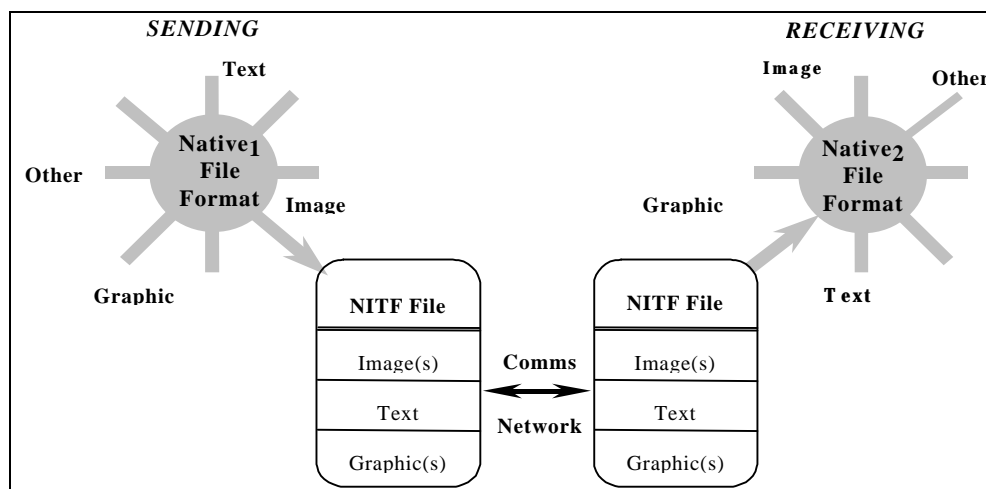 SENDING
RECEIVING
Text
Native1
File
Format
Other
Image
Graphic
Image
Other
Native2
File
Format
Graphic
Text
NITF File
Image(s)
Text
Graphic(s)
Comms
Network
NITF File
Image(s)
Text
Graphic(s)